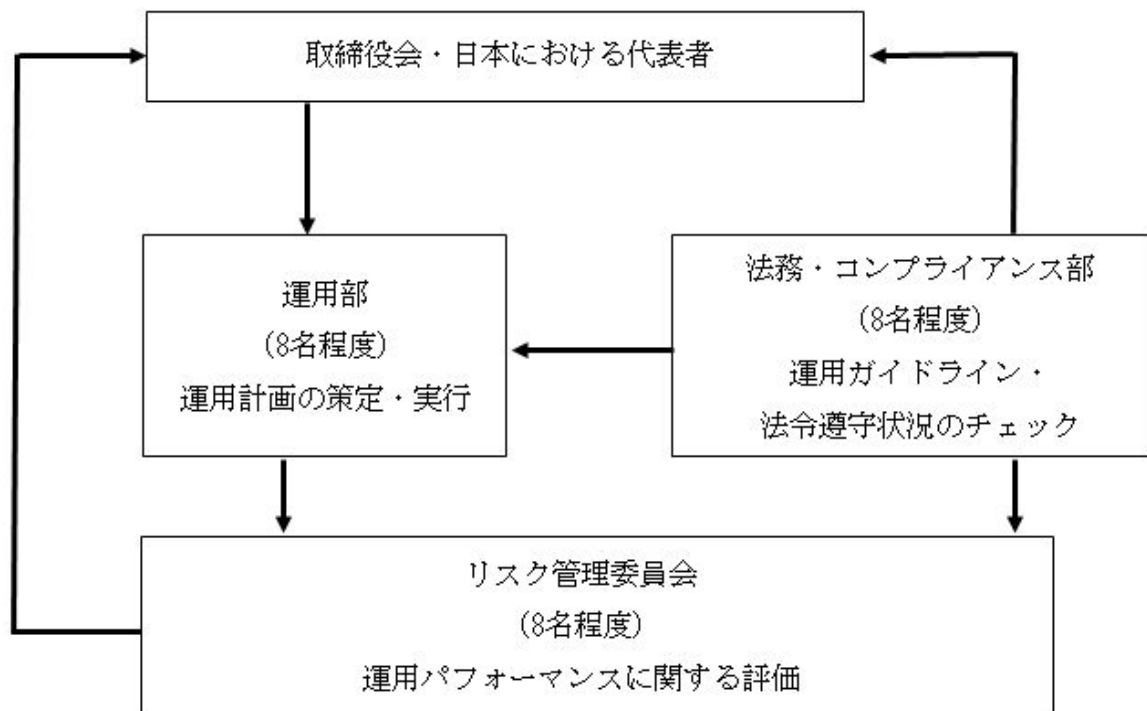 取締役会・日本における代表者
運用部
(8名程度)
運用計画の策定・実行
法務・コンプライアンス部
(8名程度)
運用ガイドライン・
法令遵守状況のチェック
リスク管理委員会
(8名程度)
運用パフォーマンスに関する評価